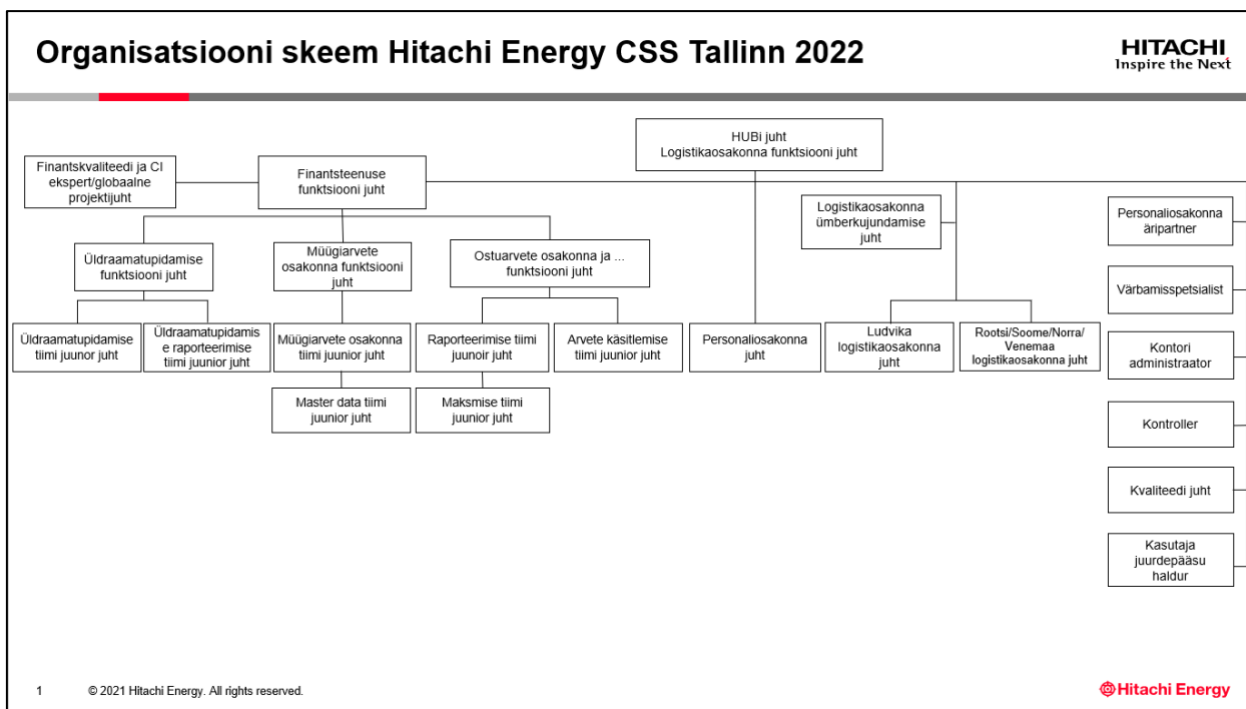 Organisatsiooni skeem Hitachi Energy CSS Tallinn 2022
HITACHI
Inspire the Next
HUBi juht
Logistikaosakonna funktsiooni juht
Finantskvaliteedi ja CI
ekspert/globaalne
projektijuht
Finantsteenuse
funktsiooni juht
Logistikaosakonna
ümberkujundamise
juht
Personaliosakonna
äripartner
Üldraamatupidamise
funktsiooni juht
Müügiarvete
osakonna funktsiooni
juht
Ostuarvete osakonna ja ...
funktsiooni juht
Värbamisspetsialist
Üldraamatupidamise
tiimi juunor juht
Üldraamatupidamis
e raporteerimise
tiimi juunior juht
Müügiarvete osakonna
tiimi juunior juht
Raporteerimise tiimi
juunoir juht
Arvete käsitlemise
tiimi juunior juht
Personaliosakonna
juht
Ludvika
logistikaosakonna
juht
Rootsi/Soome/Norra/
Venemaa
logistikaosakonna juht
Kontori
administraator
Master data tiimi
juunior juht
Maksmise tiimi
juunior juht
Kontroller
Kvaliteedi juht
Kasutaja
juurdepääsu
haldur
1 © 2021 Hitachi Energy. All rights reserved.
Hitachi Energy